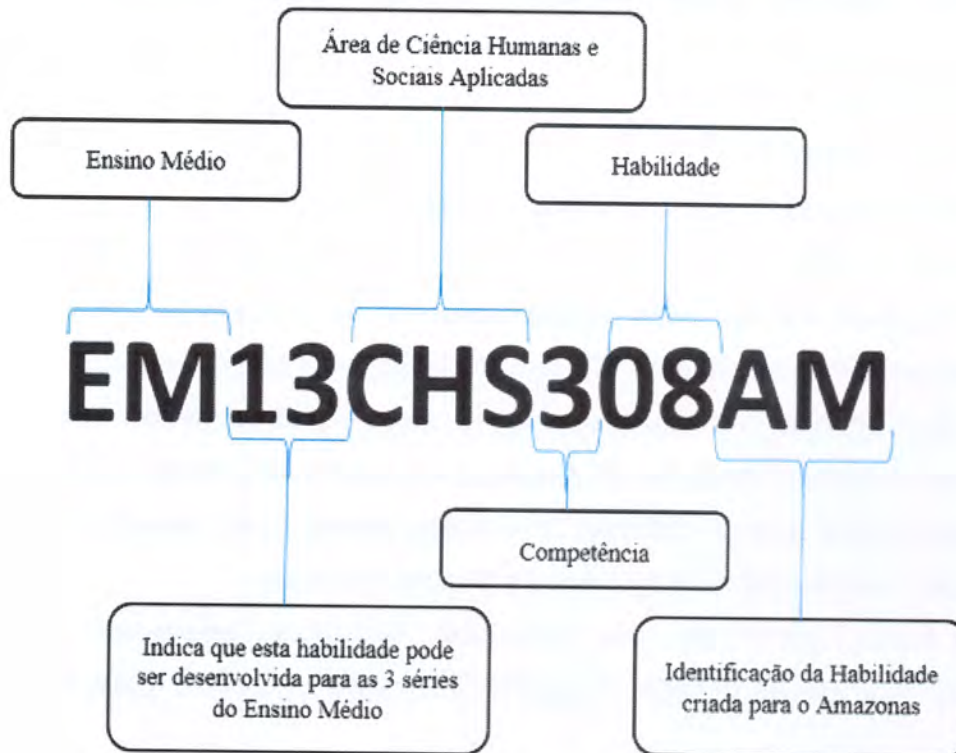 Área de Ciência Humanas e
Sociais Aplicadas
Ensino Médio
Habilidade
EM13CHS308AM
Competência
Indica que esta habilidade pode
ser desenvolvida para as 3 séries
do Ensino Médio
Identificação da Habilidade
criada para o Amazonas